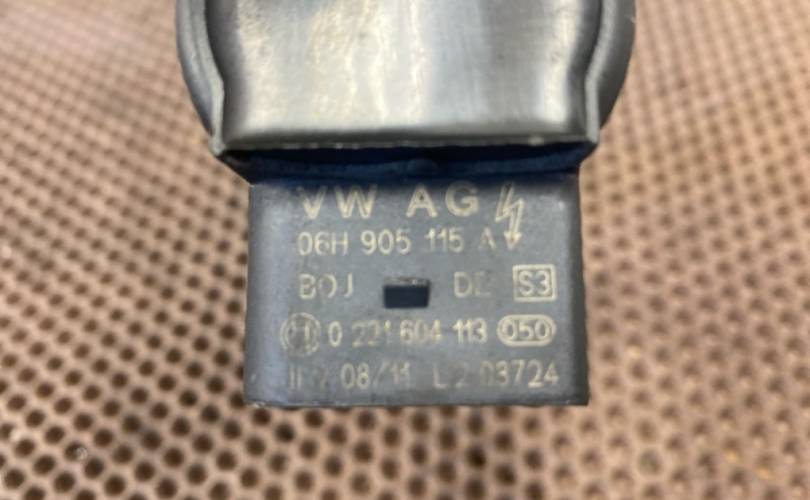 VW AG
06H 905 115 A
BOJ DE S3
0 221 604 113 050
08/11 L2 03724